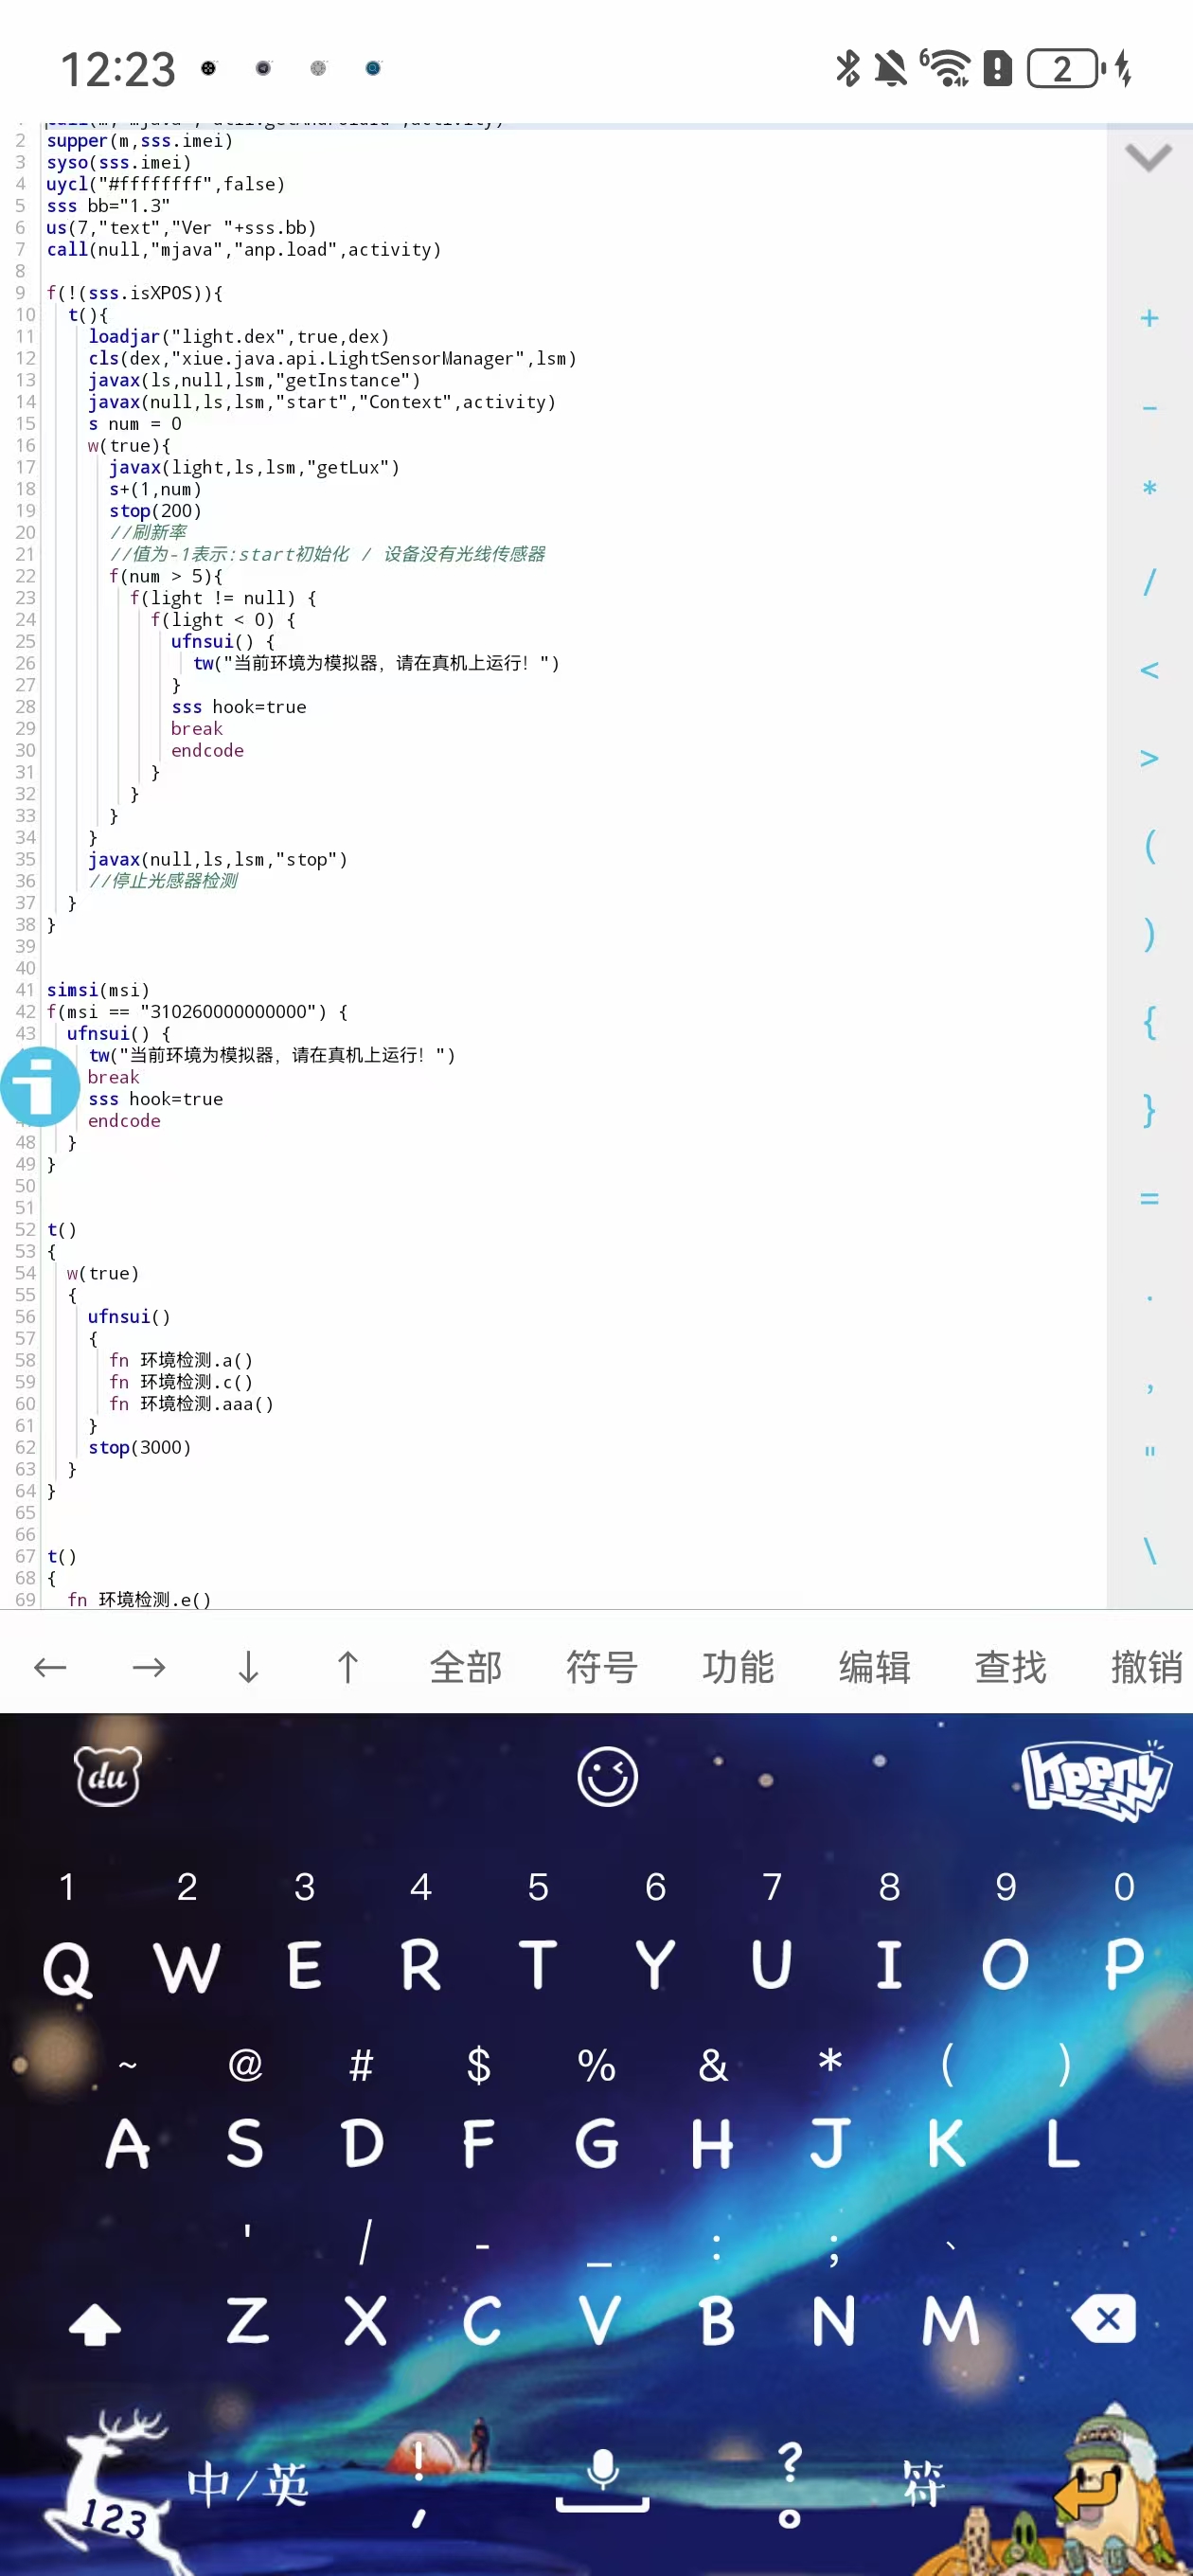 12:23
6
2
2 supper(m,sss.imei)
3 syso(sss.imei)
4 uycl("#ffffffff",false)
5 sss bb="1.3"
6 us(7,"text","Ver "+sss.bb)
7 call(null,"mjava","anp.load",activity)
8
9 f(!(sss.isXPOS)){
10 t(){
11 loadjar("light.dex",true,dex)
12 cls(dex,"xiue.java.api.LightSensorManager",lsm)
13 javax(ls,null,lsm,"getInstance")
14 javax(null,ls,lsm,"start","Context",activity)
15 s num = 0
16 w(true){
17 javax(light,ls,lsm,"getLux")
18 s+(1,num)
19 stop(200)
20 //刷新率
21 //值为-1表示:start初始化 / 设备没有光线传感器
22 f(num > 5){
23 f(light != null) {
24 f(light < 0) {
25 ufnsui() {
26 tw("当前环境为模拟器，请在真机上运行！")
27 }
28 sss hook=true
29 break
30 endcode
31 }
32 }
33 }
34 }
35 javax(null,ls,lsm,"stop")
36 //停止光感器检测
37 }
38 }
39
40
41 simsi(msi)
42 f(msi == "310260000000000") {
43 ufnsui() {
tw("当前环境为模拟器，请在真机上运行！")
break
sss hook=true
endcode
48 }
49 }
50
51
52 t()
53 {
54 w(true)
55 {
56 ufnsui()
57 {
58 fn 环境检测.a()
59 fn 环境检测.c()
60 fn 环境检测.aaa()
61 }
62 stop(3000)
63 }
64 }
65
66
67 t()
68 {
69 fn 环境检测.e()
+
-
*
/
<
>
(
)
{
}
=
.
,
"
\
← → ↓ ↑ 全部 符号 功能 编辑 查找 撤销
du Keeny
1 2 3 4 5 6 7 8 9 0
Q W E R T Y U I O P
~ @ # $ % & * ( )
A S D F G H J K L
' / - _ : ; 、
Z X C V B N M
123 中/英 ! , ? 。 符